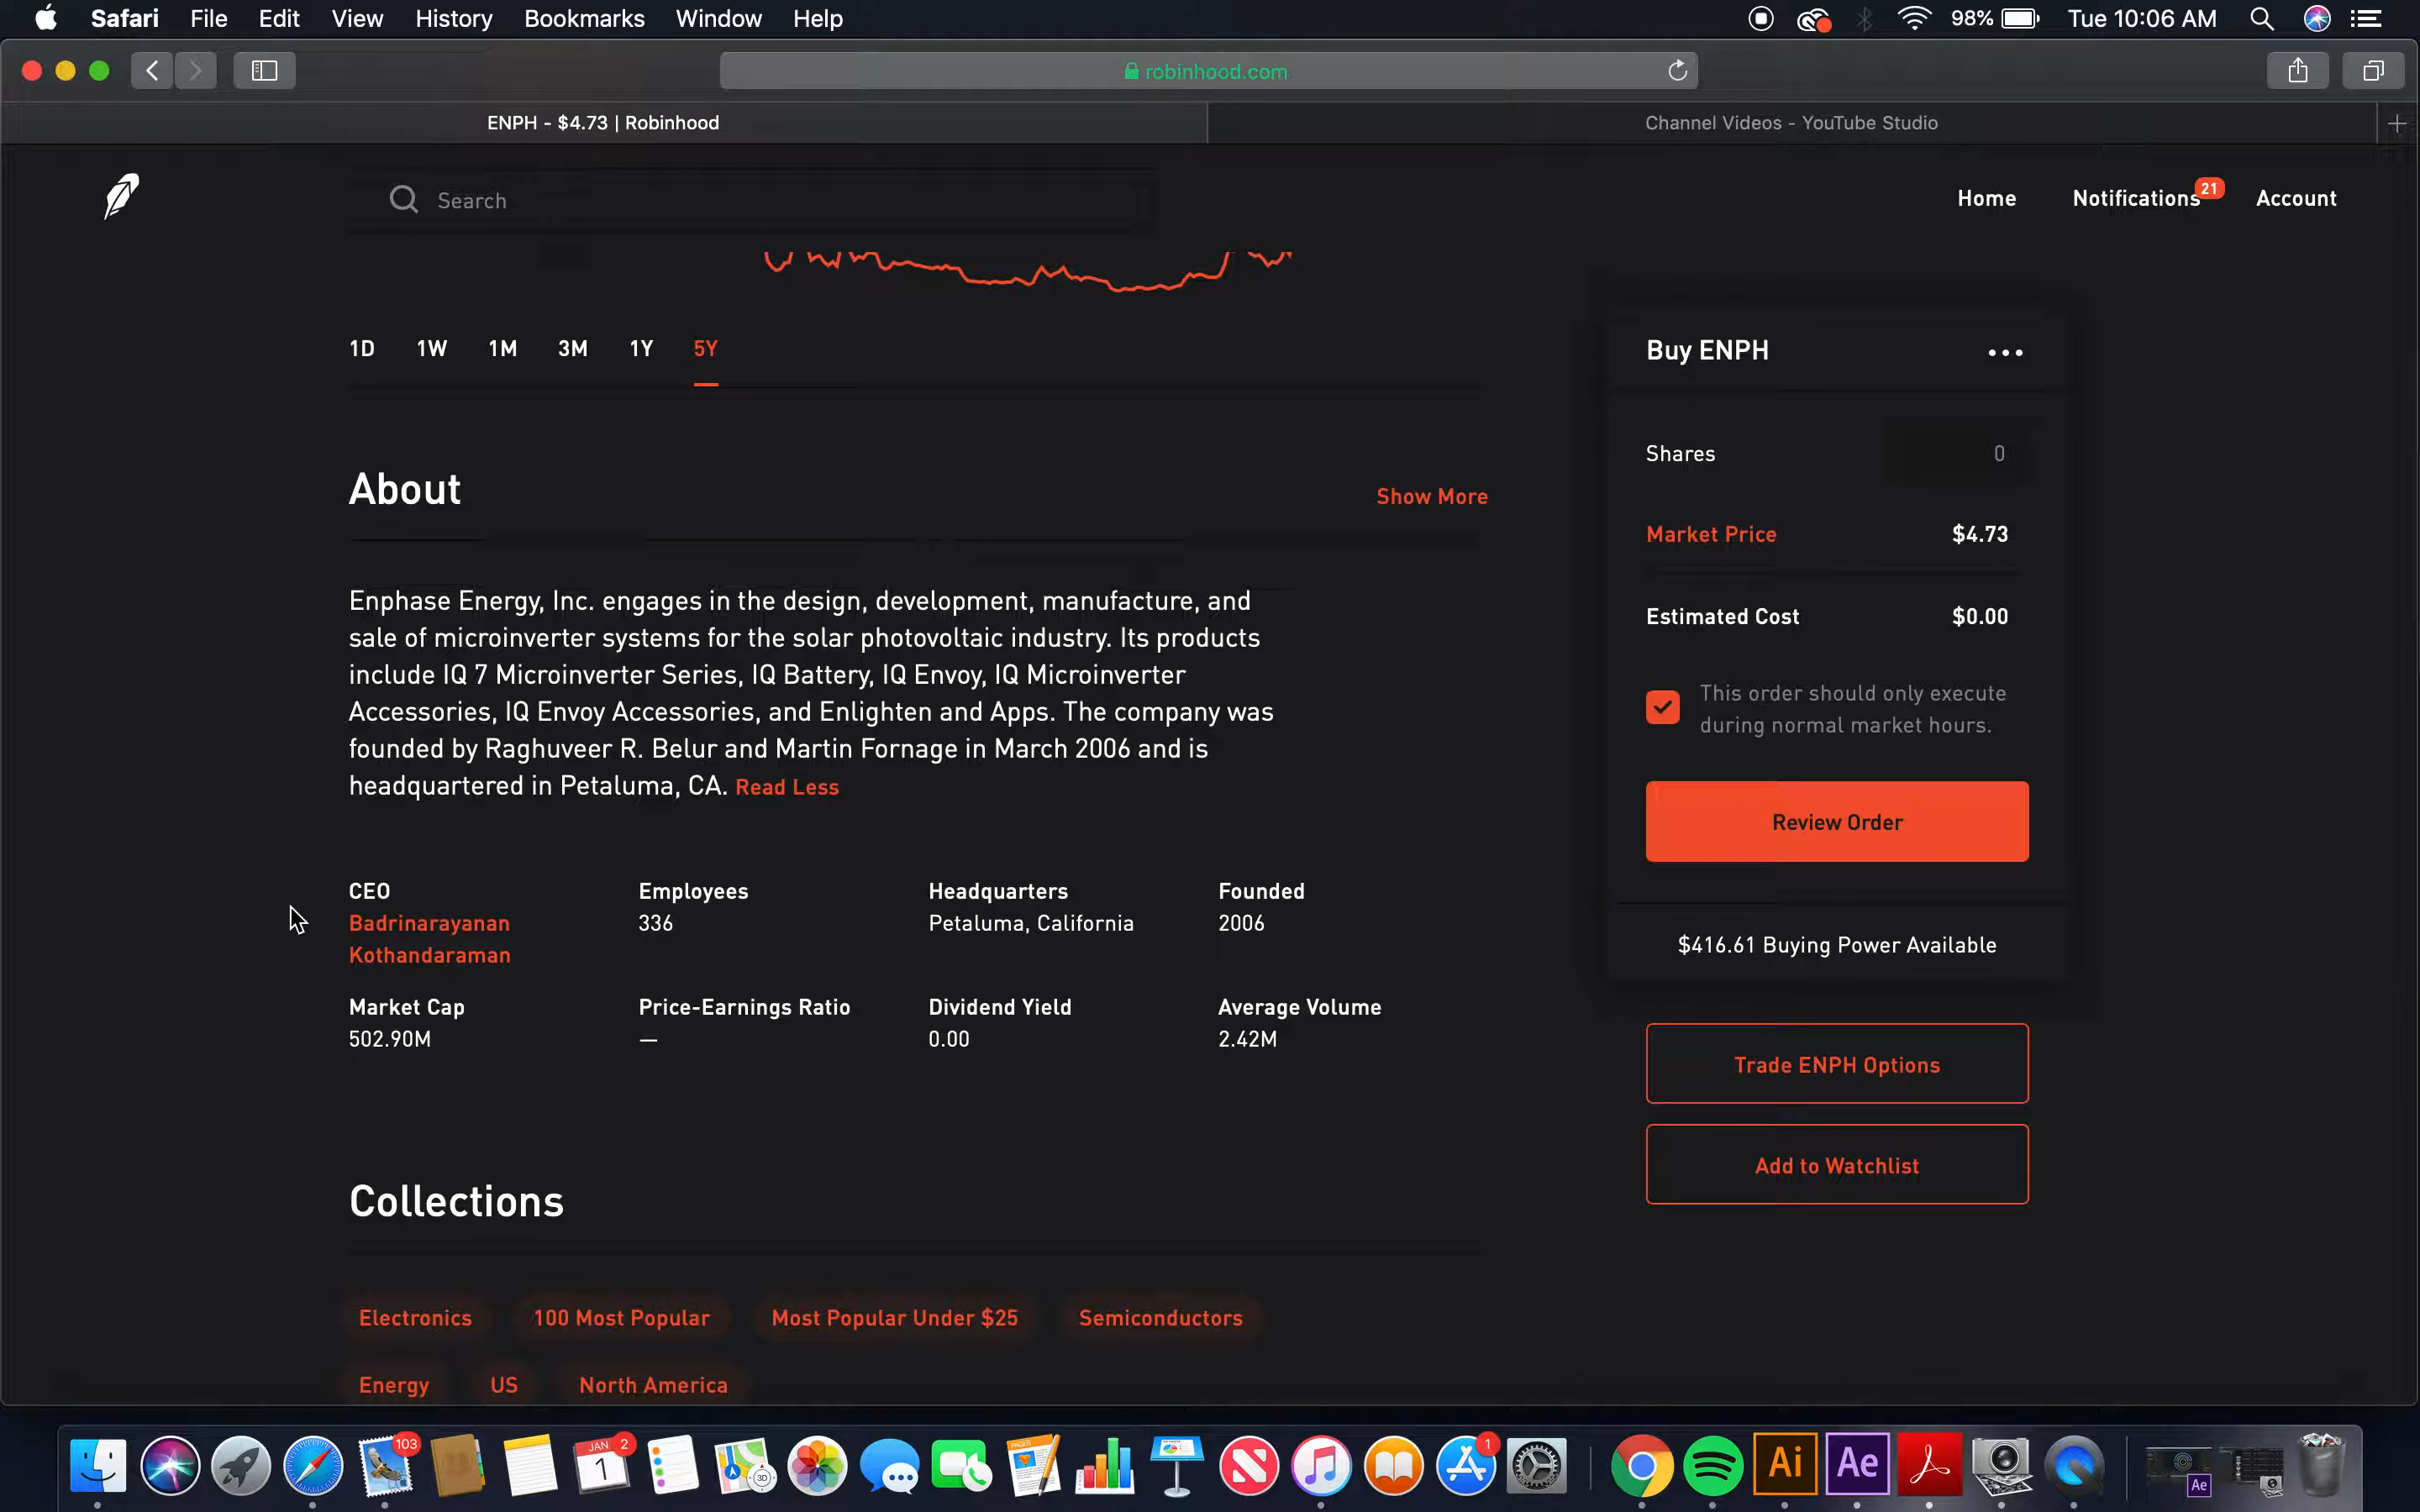 Safari File Edit View History Bookmarks Window Help 98% Tue 10:06 AM
robinhood.com
ENPH - $4.73 | Robinhood
Channel Videos - YouTube Studio
Search
Home Notifications 21 Account
1D 1W 1M 3M 1Y 5Y
About
Show More
Enphase Energy, Inc. engages in the design, development, manufacture, and
sale of microinverter systems for the solar photovoltaic industry. Its products
include IQ 7 Microinverter Series, IQ Battery, IQ Envoy, IQ Microinverter
Accessories, IQ Envoy Accessories, and Enlighten and Apps. The company was
founded by Raghuveer R. Belur and Martin Fornage in March 2006 and is
headquartered in Petaluma, CA. Read Less
CEO
Badrinarayanan
Kothandaraman
Employees
336
Headquarters
Petaluma, California
Founded
2006
Market Cap
502.90M
Price-Earnings Ratio
—
Dividend Yield
0.00
Average Volume
2.42M
Collections
Electronics 100 Most Popular Most Popular Under $25 Semiconductors
Energy US North America
Buy ENPH
Shares 0
Market Price $4.73
Estimated Cost $0.00
This order should only execute
during normal market hours.
Review Order
$416.61 Buying Power Available
Trade ENPH Options
Add to Watchlist
103
JAN 2
1
PAGES
3D
1
Ai
Ae
Ae